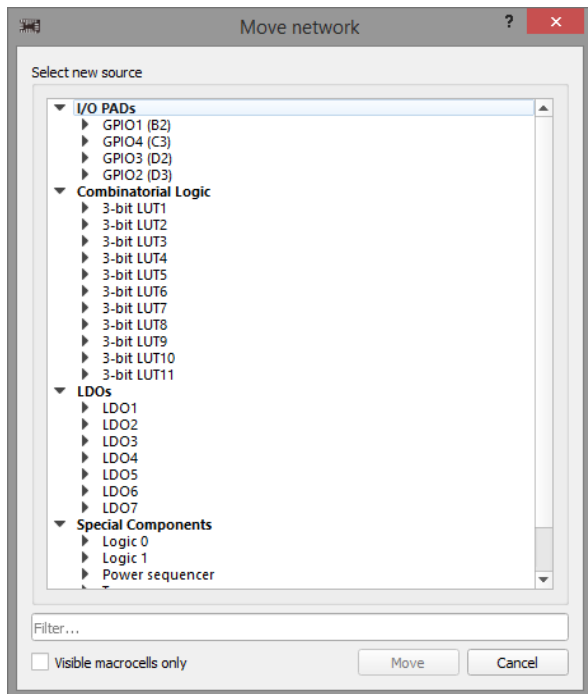 Move network
?
Select new source
I/O PADs
GPIO1 (B2)
GPIO4 (C3)
GPIO3 (D2)
GPIO2 (D3)
Combinatorial Logic
3-bit LUT1
3-bit LUT2
3-bit LUT3
3-bit LUT4
3-bit LUT5
3-bit LUT6
3-bit LUT7
3-bit LUT8
3-bit LUT9
3-bit LUT10
3-bit LUT11
LDOs
LDO1
LDO2
LDO3
LDO4
LDO5
LDO6
LDO7
Special Components
Logic 0
Logic 1
Power sequencer
Filter...
Visible macrocells only
Move
Cancel